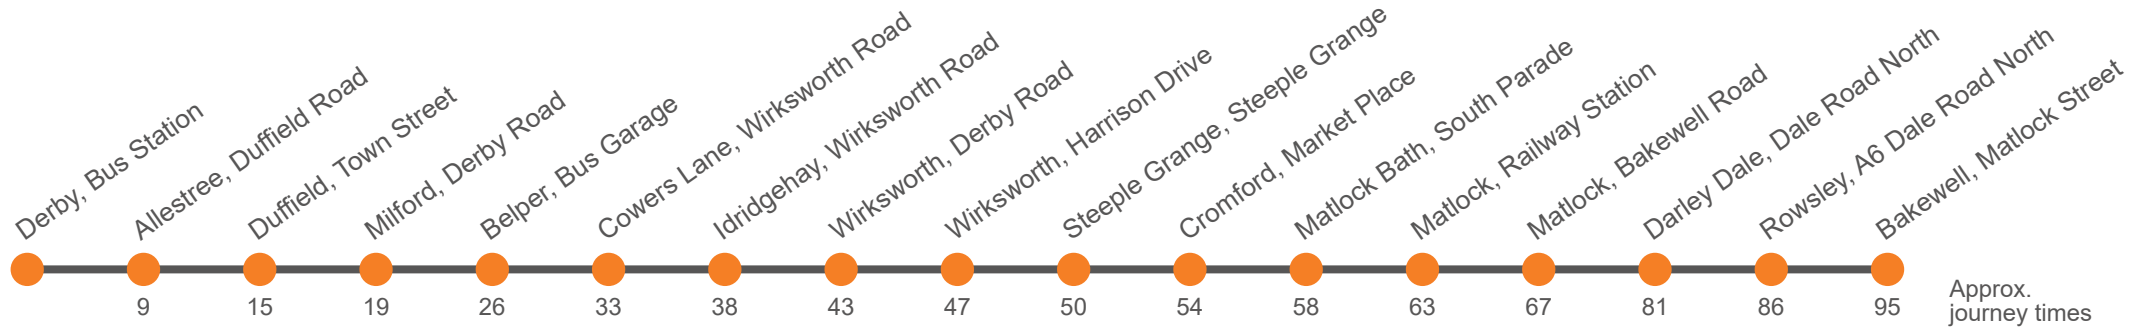 Derby, Bus Station
Allestree, Duffield Road
Duffield, Town Street
Milford, Derby Road
Belper, Bus Garage
Cowers Lane, Wirksworth Road
Idridgehay, Wirksworth Road
Wirksworth, Derby Road
Wirksworth, Harrison Drive
Steeple Grange, Steeple Grange
Cromford, Market Place
Matlock Bath, South Parade
Matlock, Railway Station
Matlock, Bakewell Road
Darley Dale, Dale Road North
Rowsley, A6 Dale Road North
Bakewell, Matlock Street
9 15 19 26 33 38 43 47 50 54 58 63 67 81 86 95
Approx.
journey times